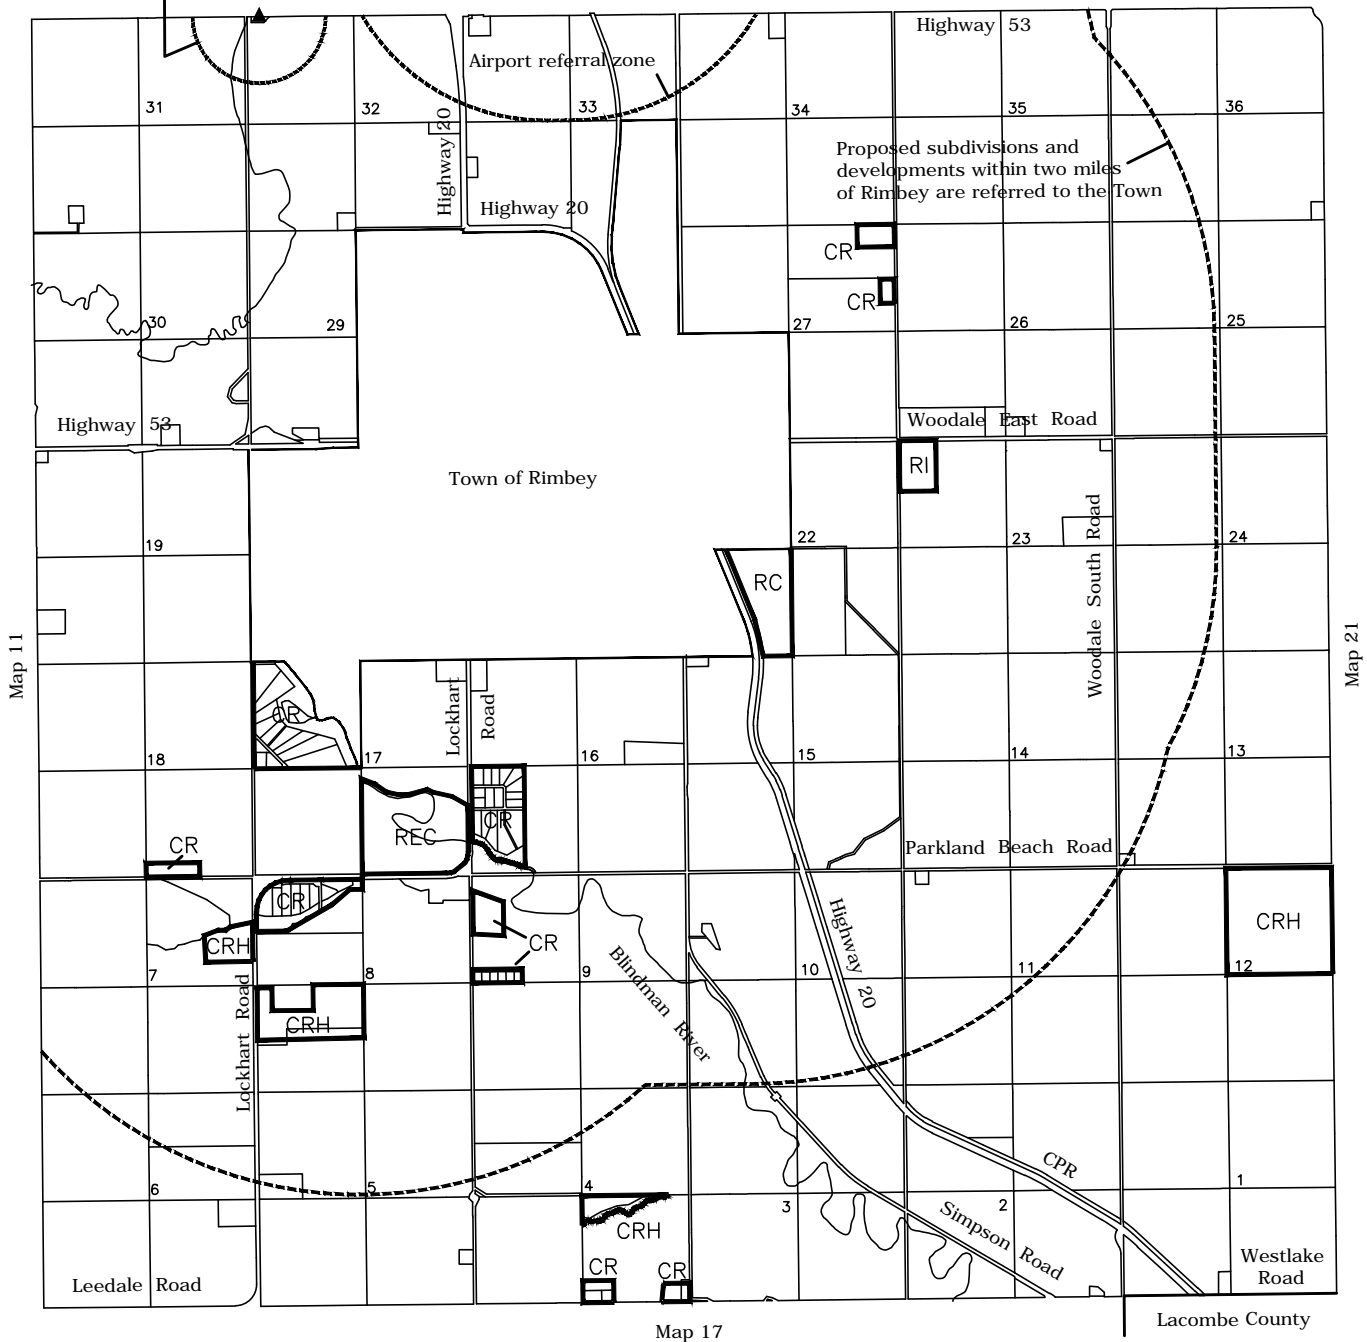 Highway 53
Airport referral zone
31
32
33
34
35
36
Highway 20
Proposed subdivisions and
developments within two miles
of Rimbey are referred to the Town
Highway 20
CR
CR
30
29
27
26
25
Highway 53
Woodale East Road
Town of Rimbey
RI
19
22
23
24
Woodale South Road
RC
Map 11
Map 21
Lockhart
Road
CR
18
17
16
15
14
13
CR
REC
CR
Parkland Beach Road
CR
CRH
CR
Highway 20
CRH
7
8
9
10
11
12
Blindman River
Lockhart Road
CRH
6
5
4
3
2
1
CPR
CRH
Simpson Road
CR
CR
Leedale Road
Westlake
Road
Lacombe County
Map 17